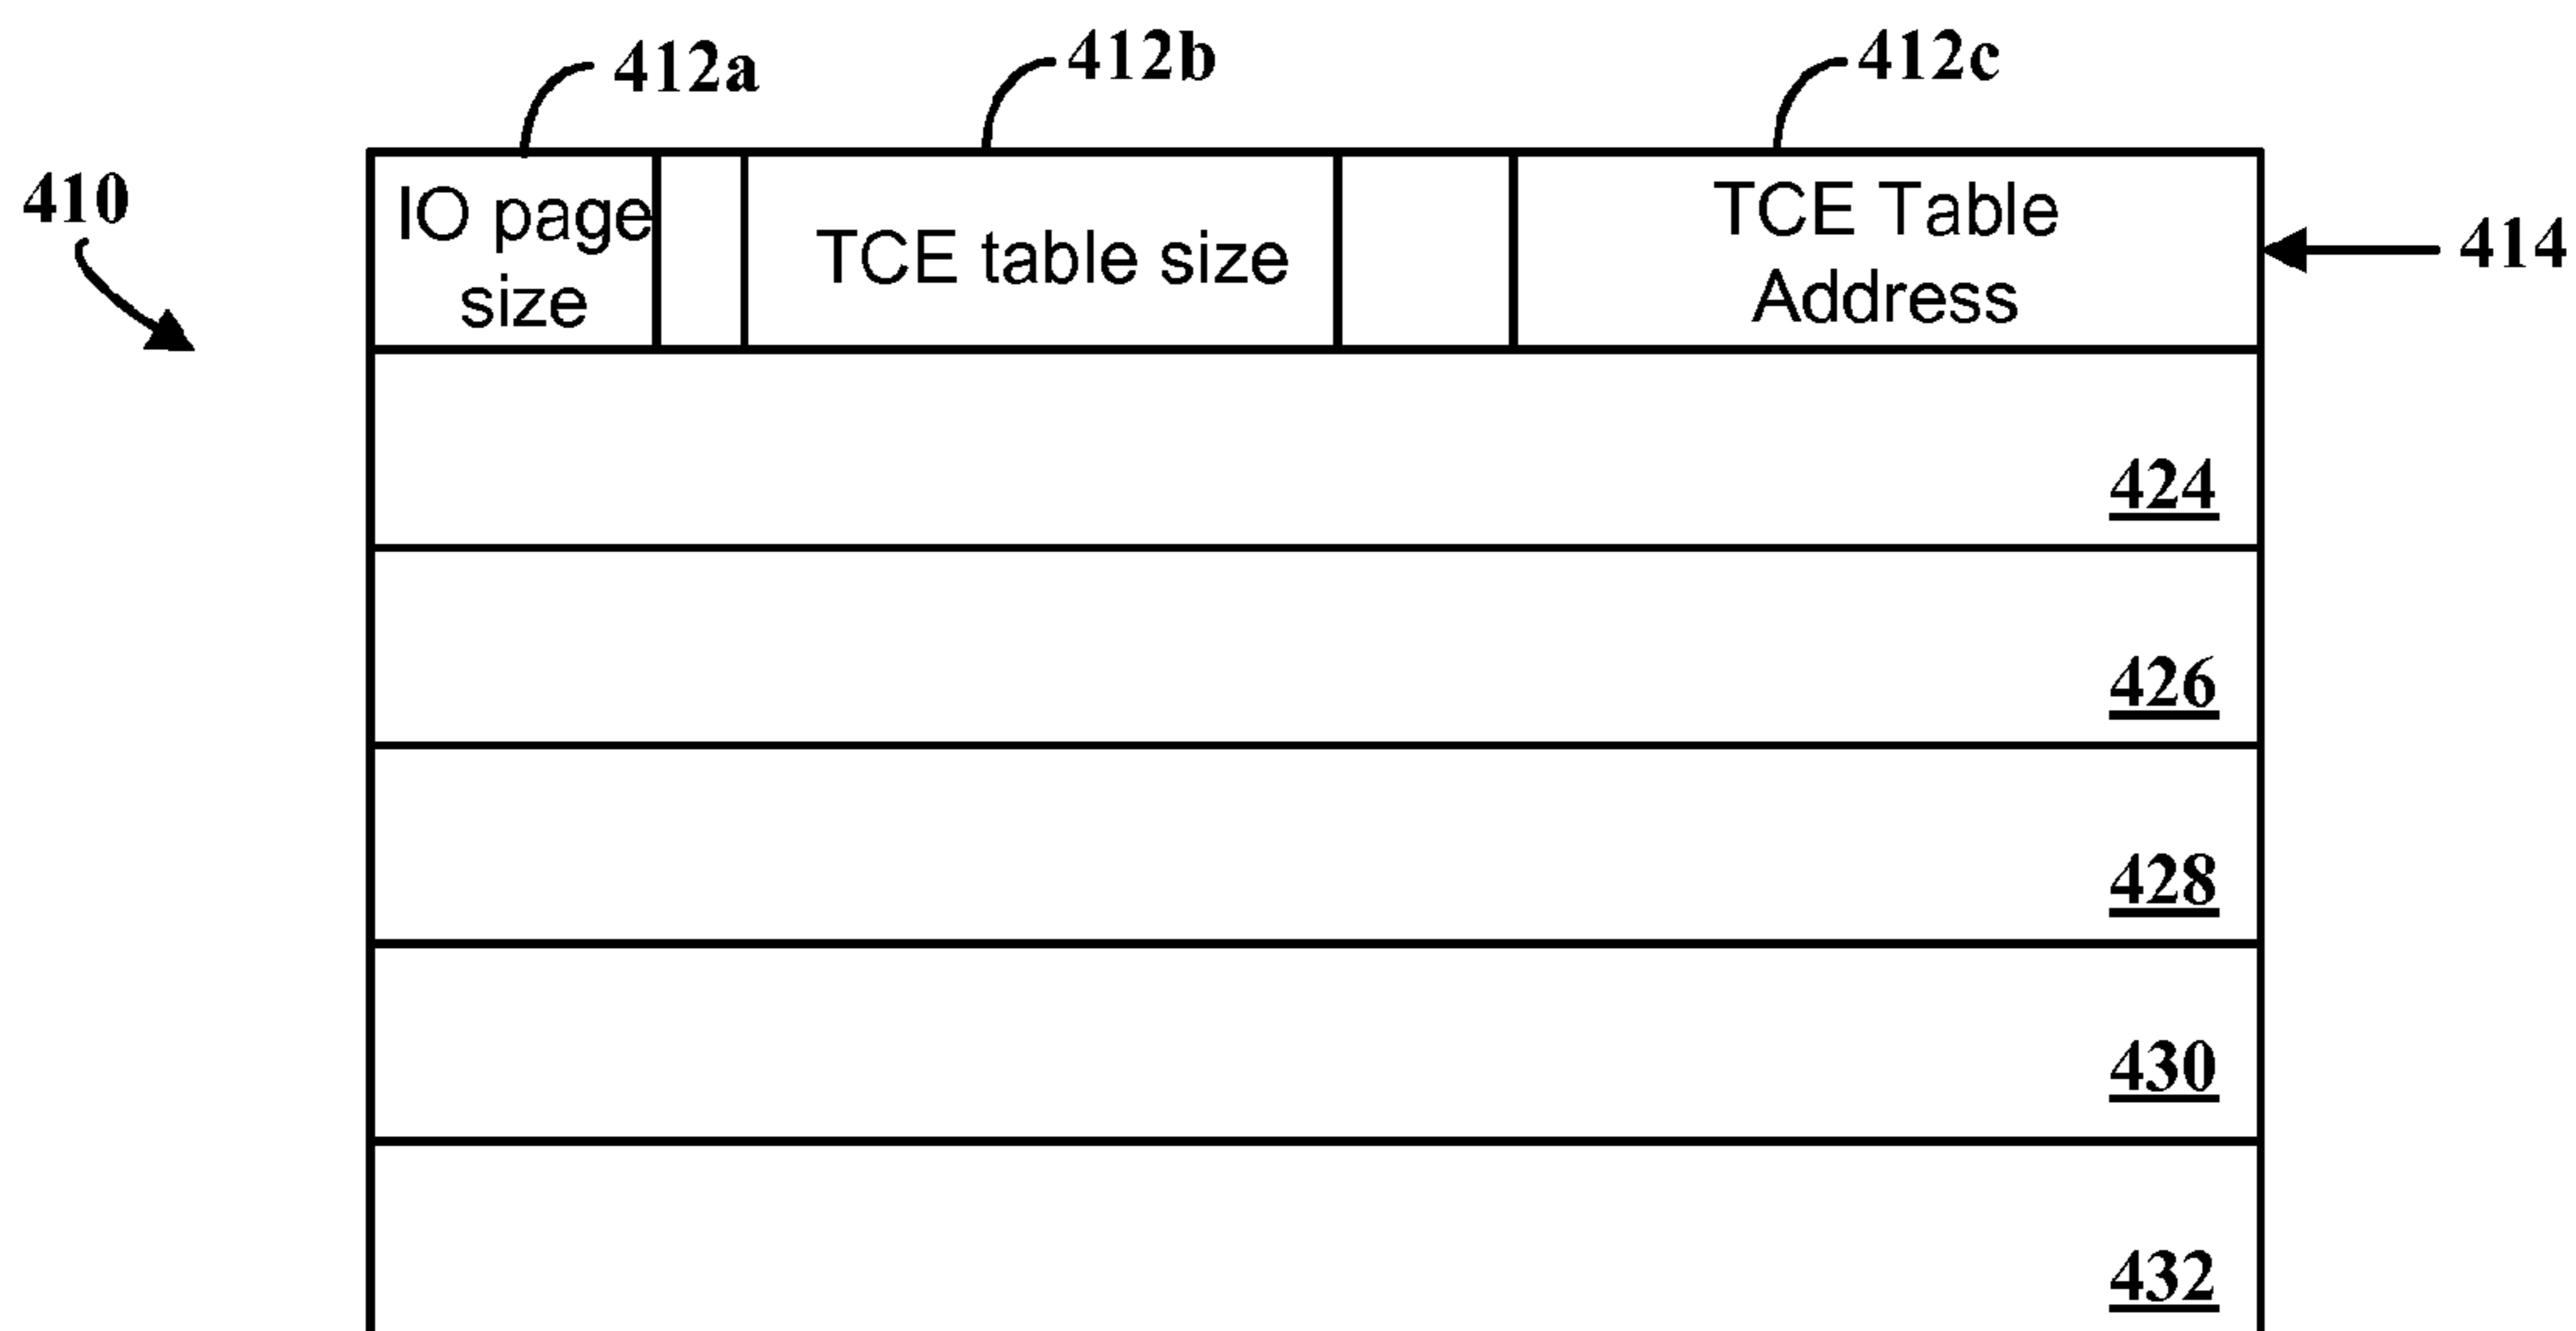 412a
412b
412c
410
IO page
size
TCE table size
TCE Table
Address
414
424
426
428
430
432